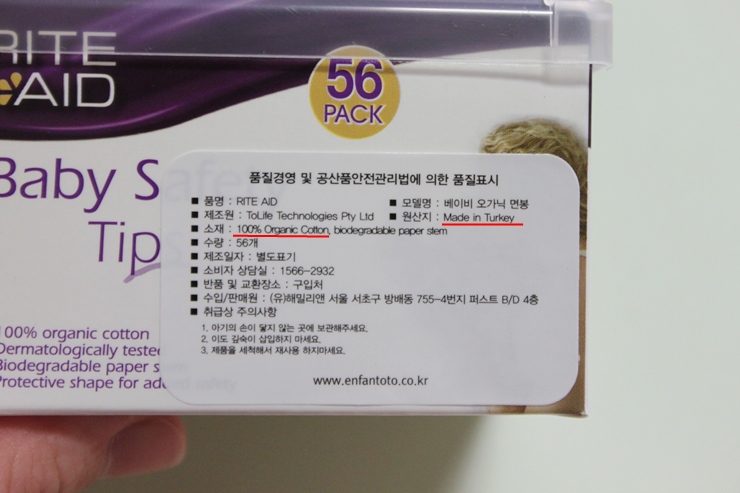 RITE
AID
56
PACK
Baby Safety
Tips
100% organic cotton
Dermatologically tested
Biodegradable paper stem
Protective shape for added safety
품질경영 및 공산품안전관리법에 의한 품질표시
■ 품명 : RITE AID ■ 모델명 : 베이비 오가닉 면봉
■ 제조원 : ToLife Technologies Pty Ltd ■ 원산지 : Made in Turkey
■ 소재 : 100% Organic Cotton, biodegradable paper stem
■ 수량 : 56개
■ 제조일자 : 별도표기
■ 소비자 상담실 : 1566-2932
■ 반품 및 교환장소 : 구입처
■ 수입/판매원 : (유)해밀리앤 서울 서초구 방배동 755-4번지 퍼스트 B/D 4층
■ 취급상 주의사항
1. 아기의 손이 닿지 않는 곳에 보관해주세요.
2. 이도 깊숙이 삽입하지 마세요.
3. 제품을 세척해서 재사용 하지마세요.
www.enfantoto.co.kr